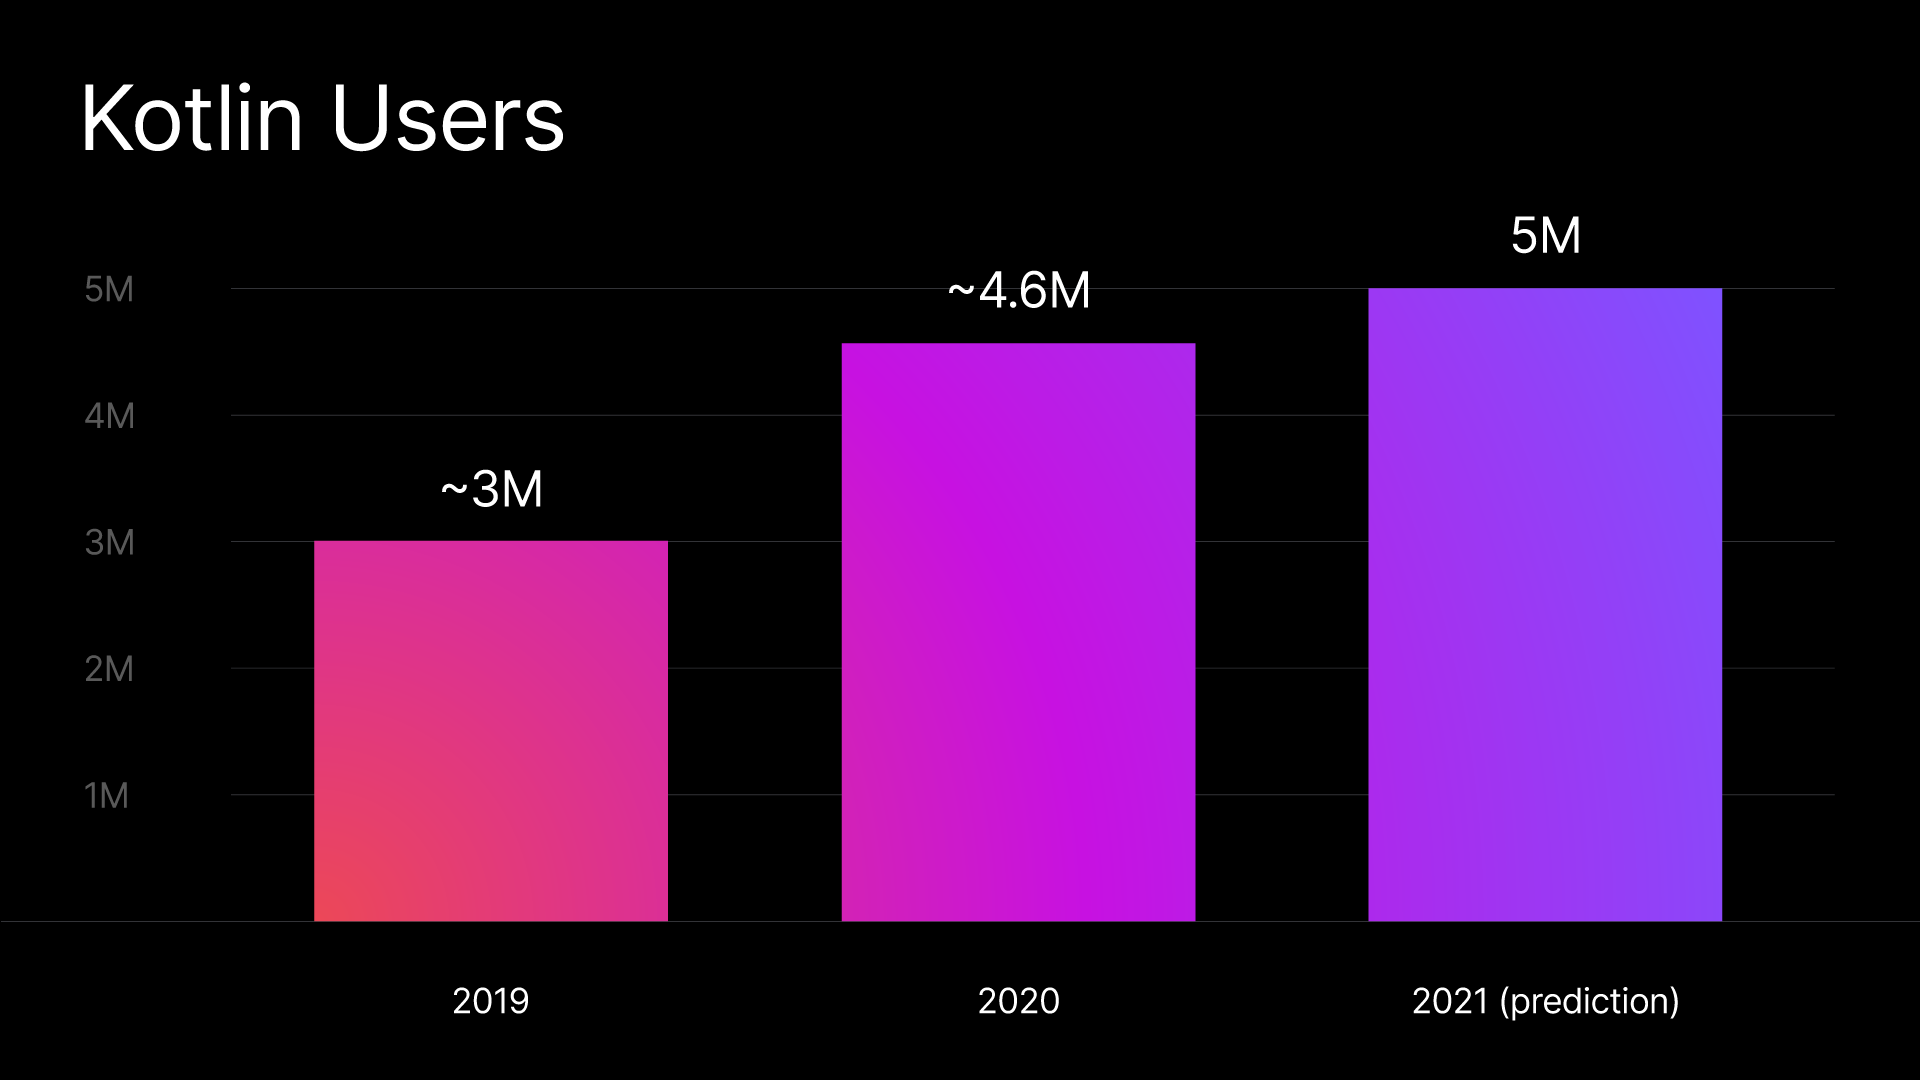 Kotlin Users
5M
~4.6M
5M
4M
~3M
3M
2M
1M
2019
2020
2021 (prediction)